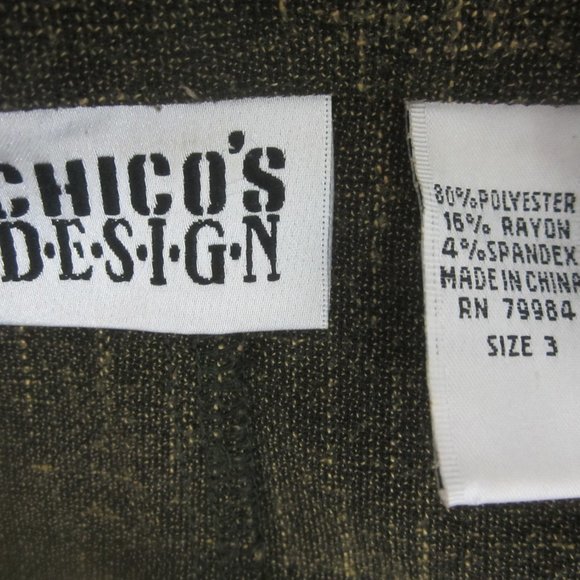 CHICO'S
D·E·S·I·G·N
80%POLYESTER
16% RAYON
4%SPANDEX
MADE IN CHINA
RN 79984
SIZE 3